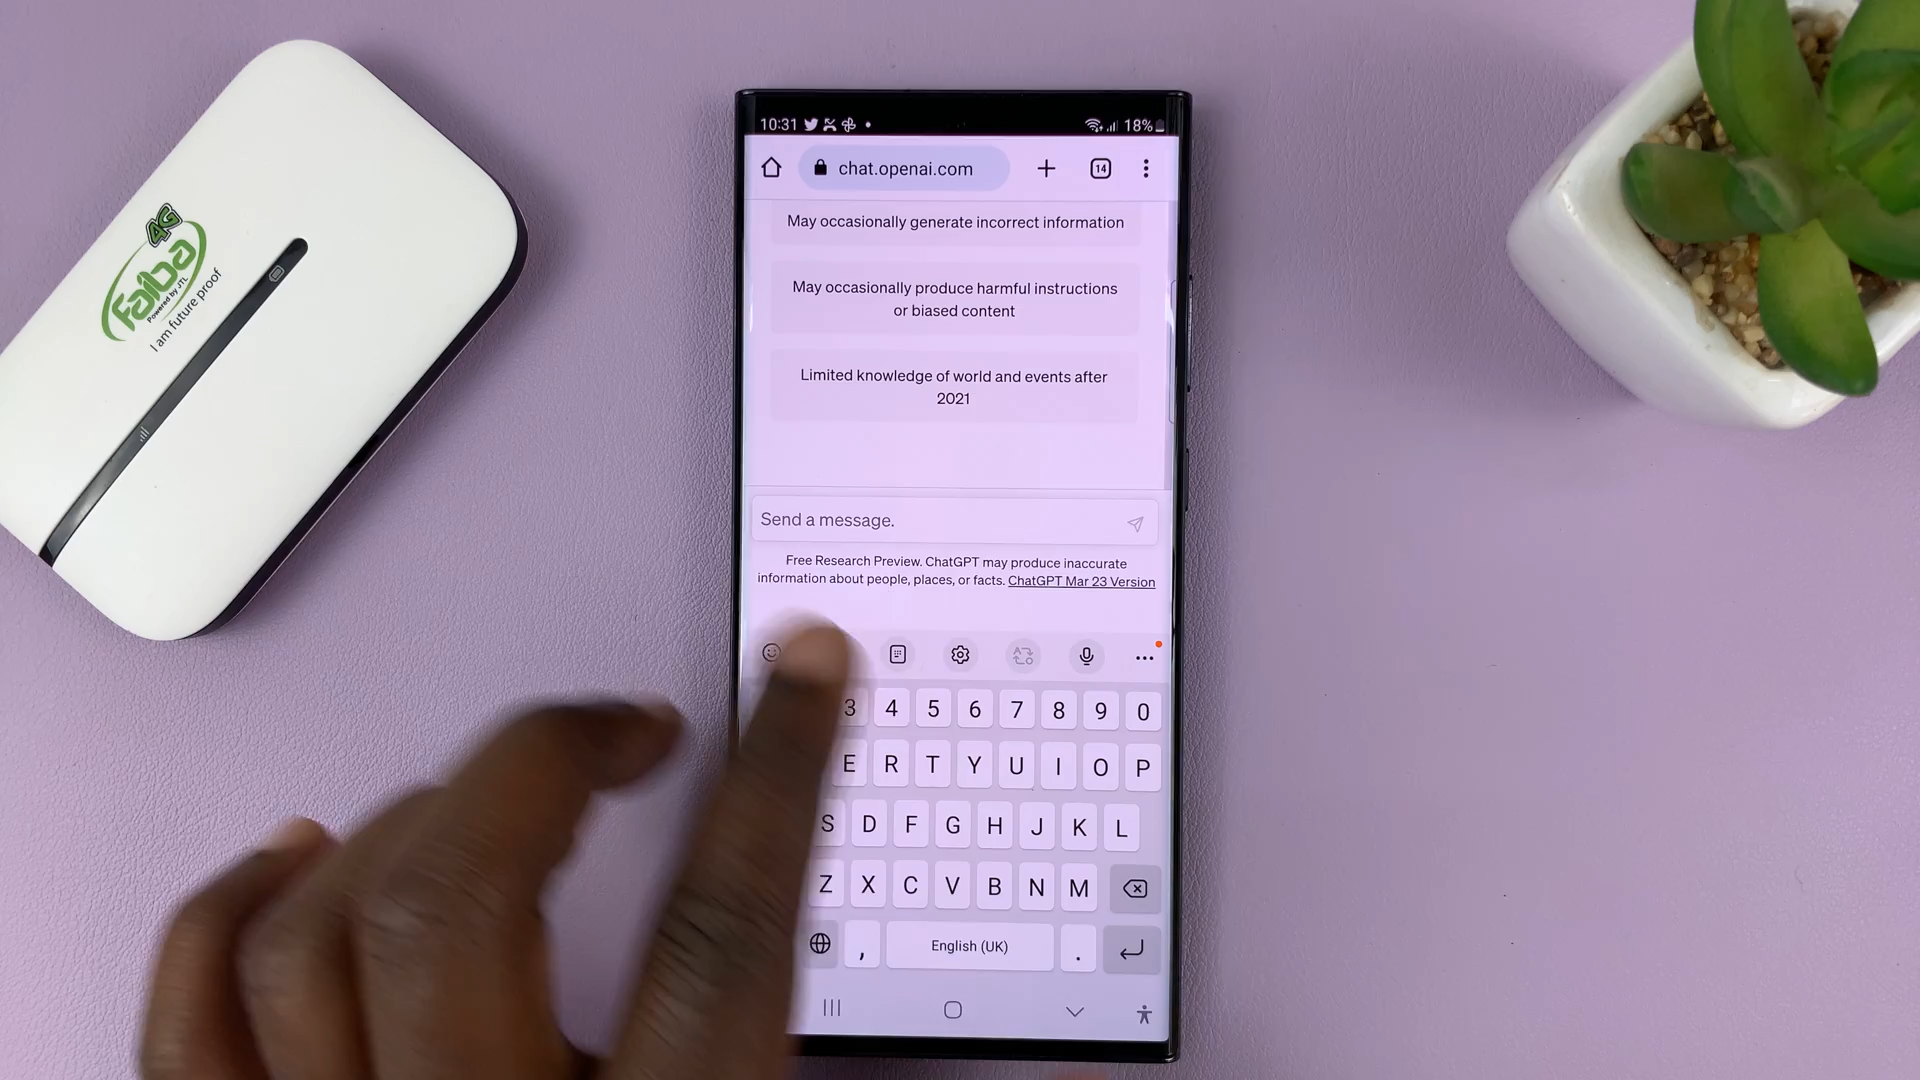 4G
Faiba
Powered by JTL
I am future proof
10:31 18%
chat.openai.com 14
May occasionally generate incorrect information
May occasionally produce harmful instructions
or biased content
Limited knowledge of world and events after
2021
Send a message.
Free Research Preview. ChatGPT may produce inaccurate
information about people, places, or facts. ChatGPT Mar 23 Version
3 4 5 6 7 8 9 0
E R T Y U I O P
S D F G H J K L
Z X C V B N M
, English (UK) .